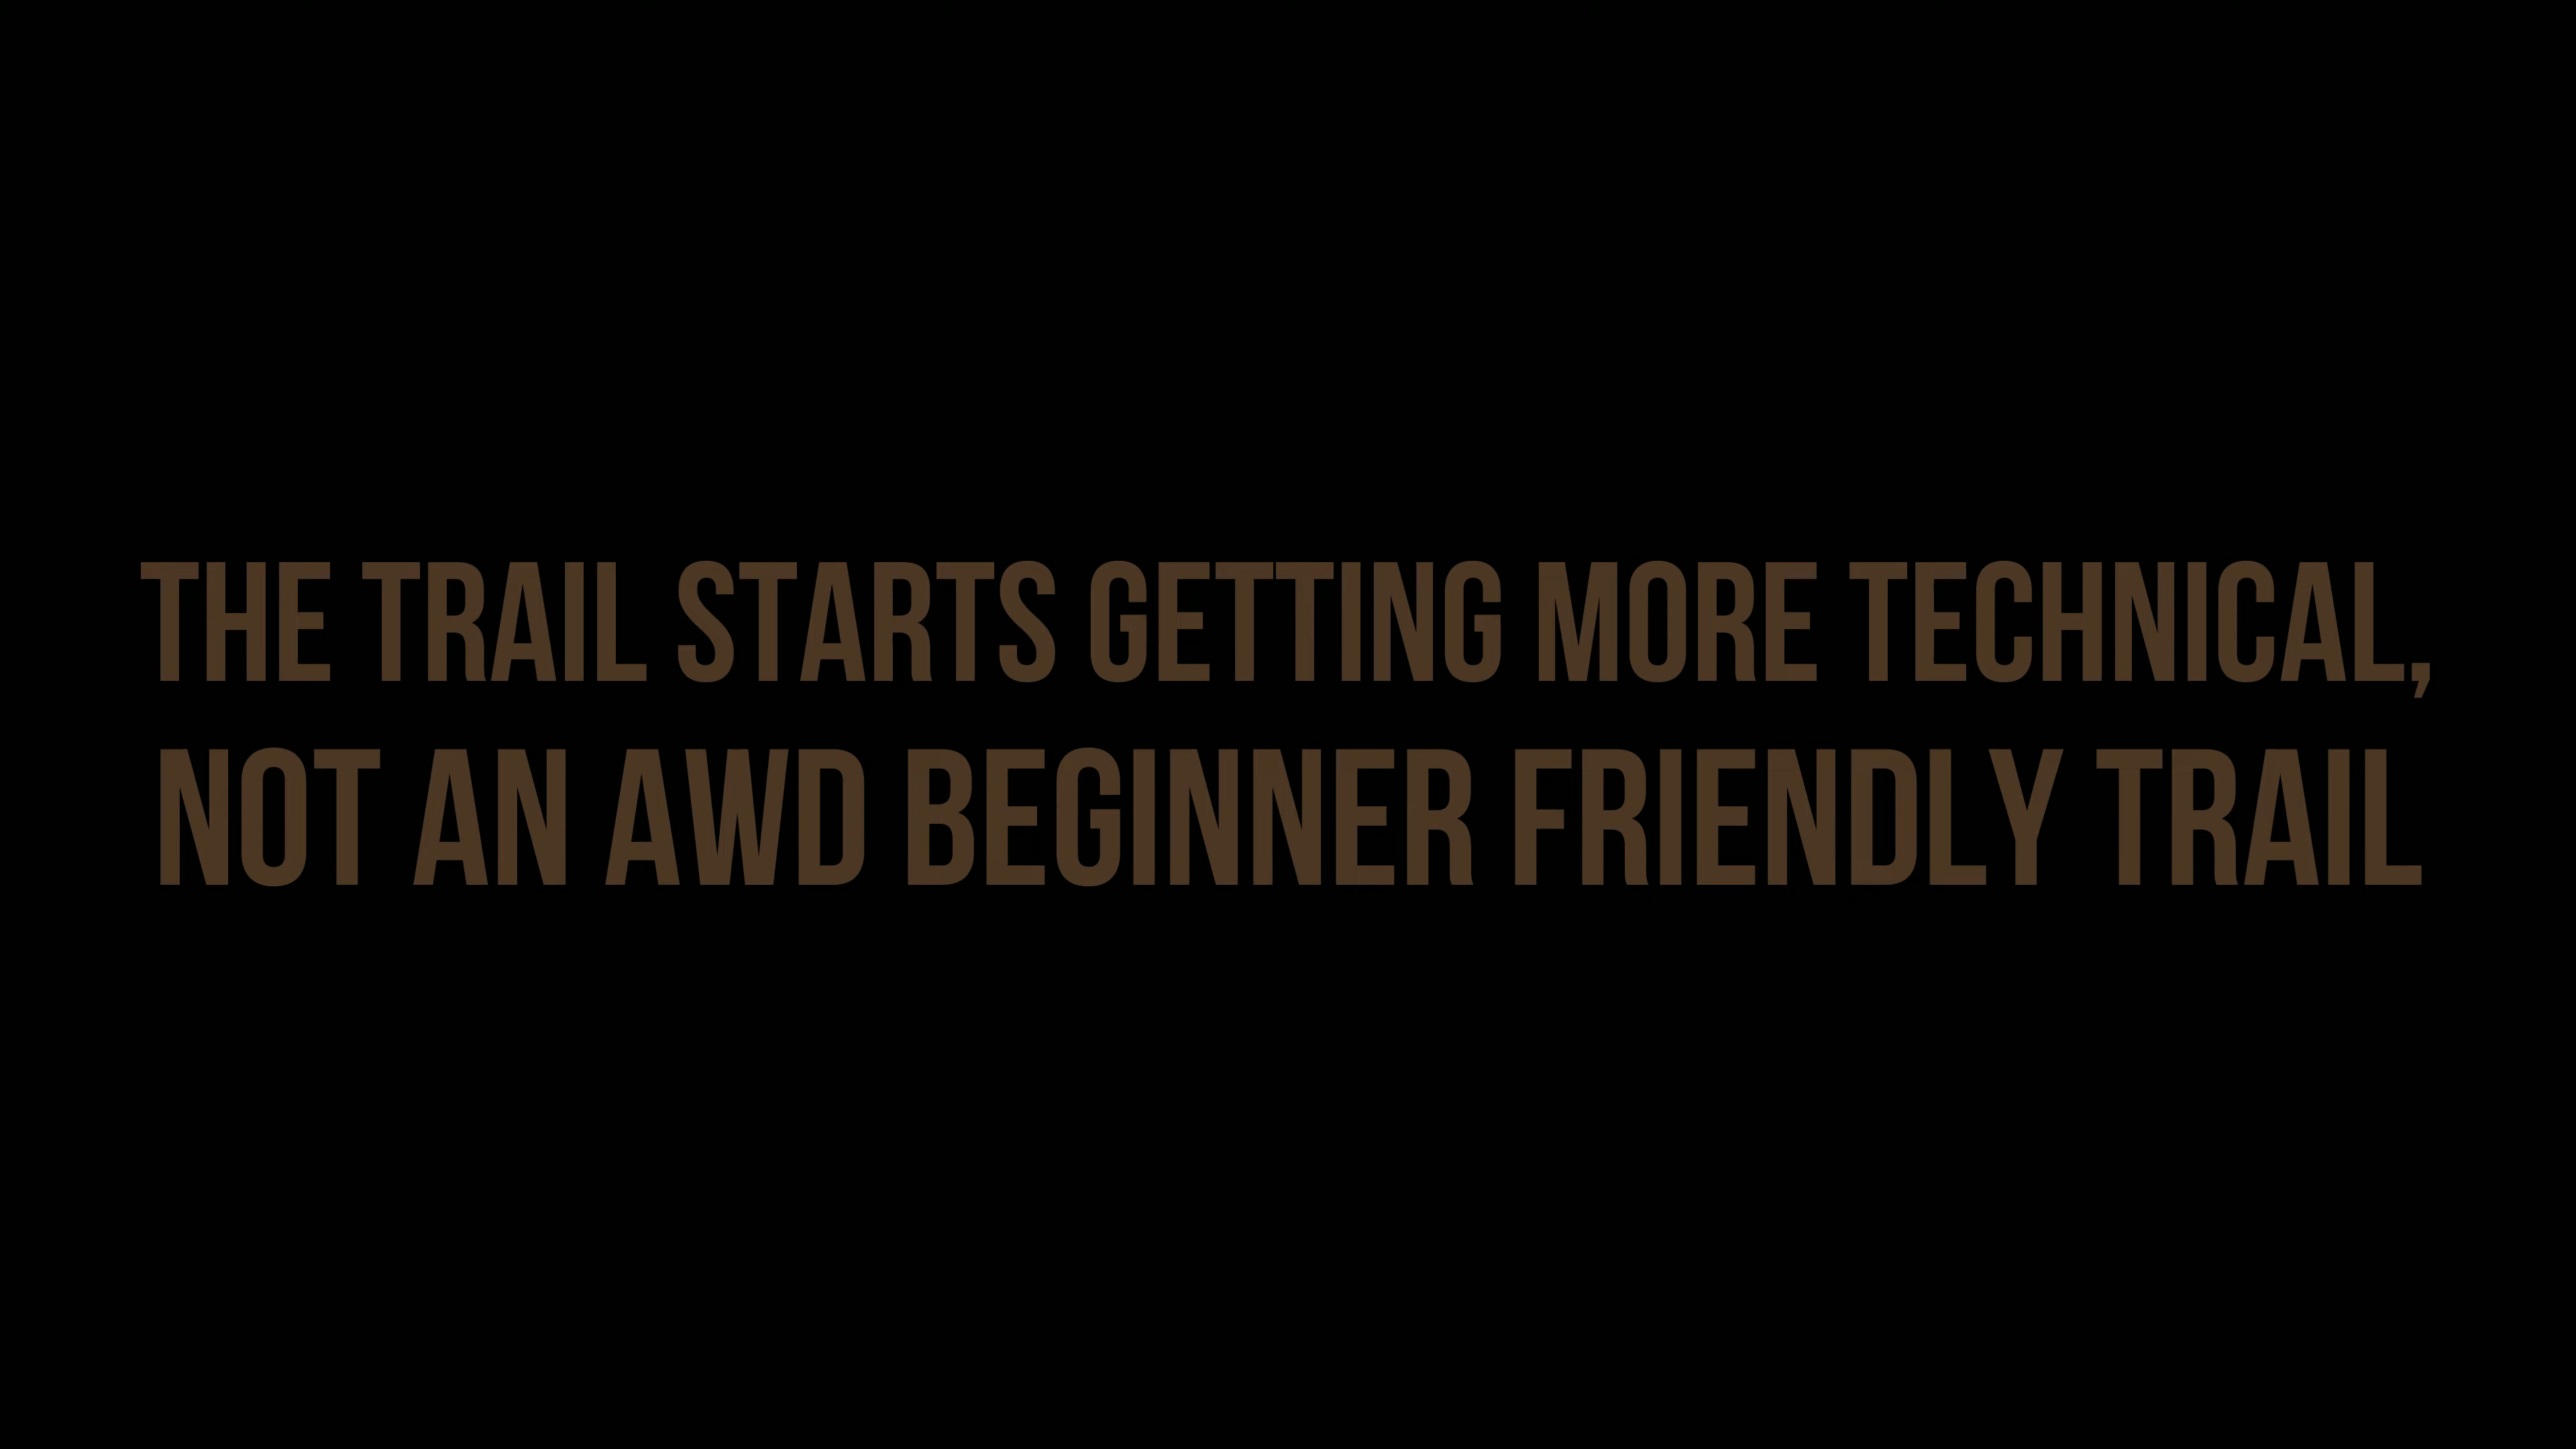 THE TRAIL STARTS GETTING MORE TECHNICAL,
NOT AN AWD BEGINNER FRIENDLY TRAIL